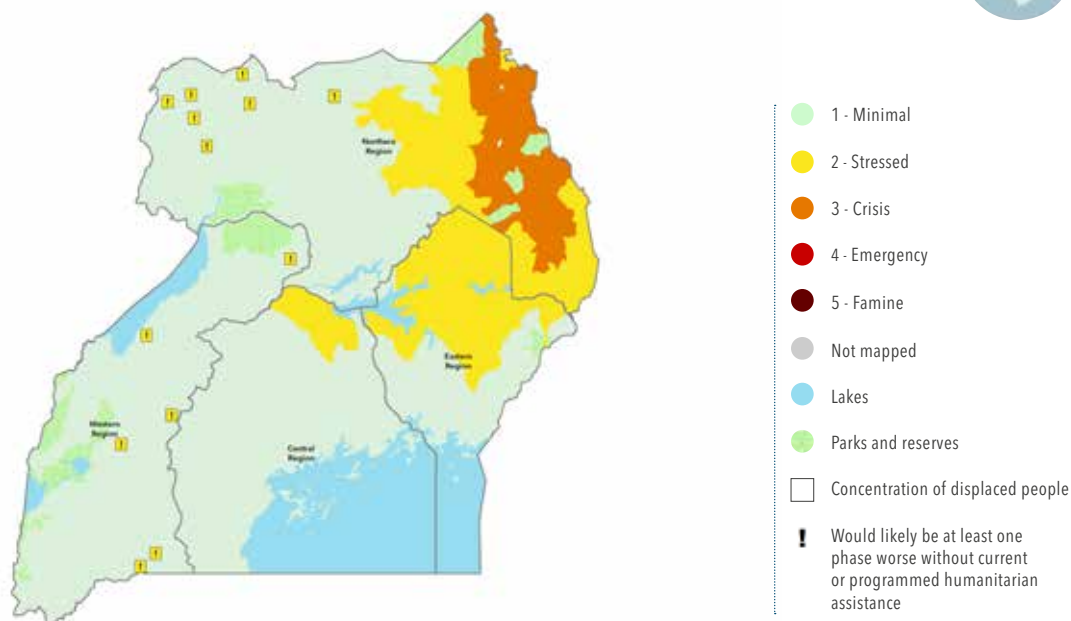 Northern
Region
Eastern
Region
Western
Region
Central
Region
1 - Minimal
2 - Stressed
3 - Crisis
4 - Emergency
5 - Famine
Not mapped
Lakes
Parks and reserves
Concentration of displaced people
! Would likely be at least one
phase worse without current
or programmed humanitarian
assistance